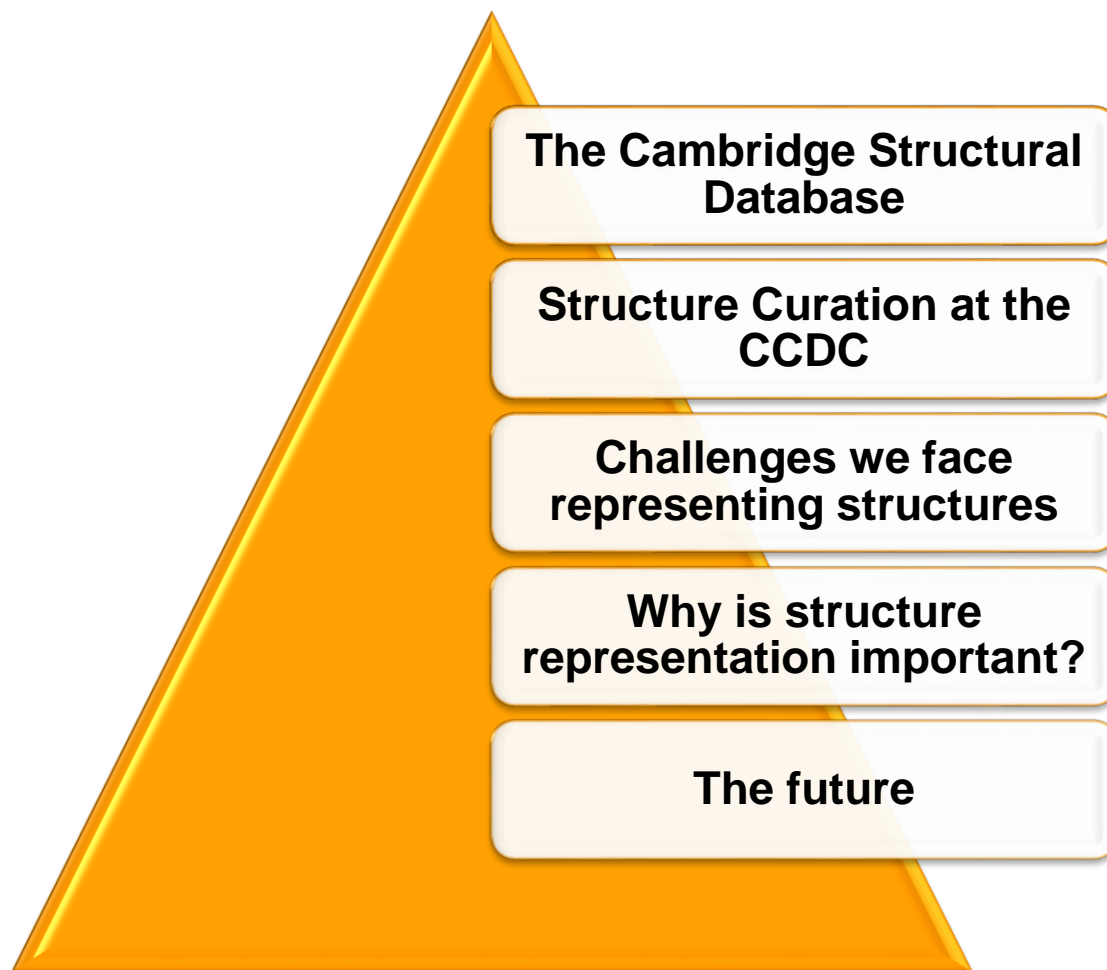 The Cambridge Structural
Database
Structure Curation at the
CCDC
Challenges we face
representing structures
Why is structure
representation important?
The future